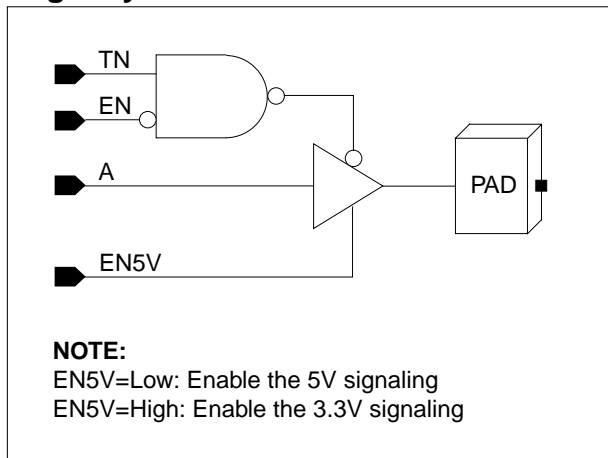 TN
EN
A
PAD
EN5V
NOTE:
EN5V=Low: Enable the 5V signaling
EN5V=High: Enable the 3.3V signaling